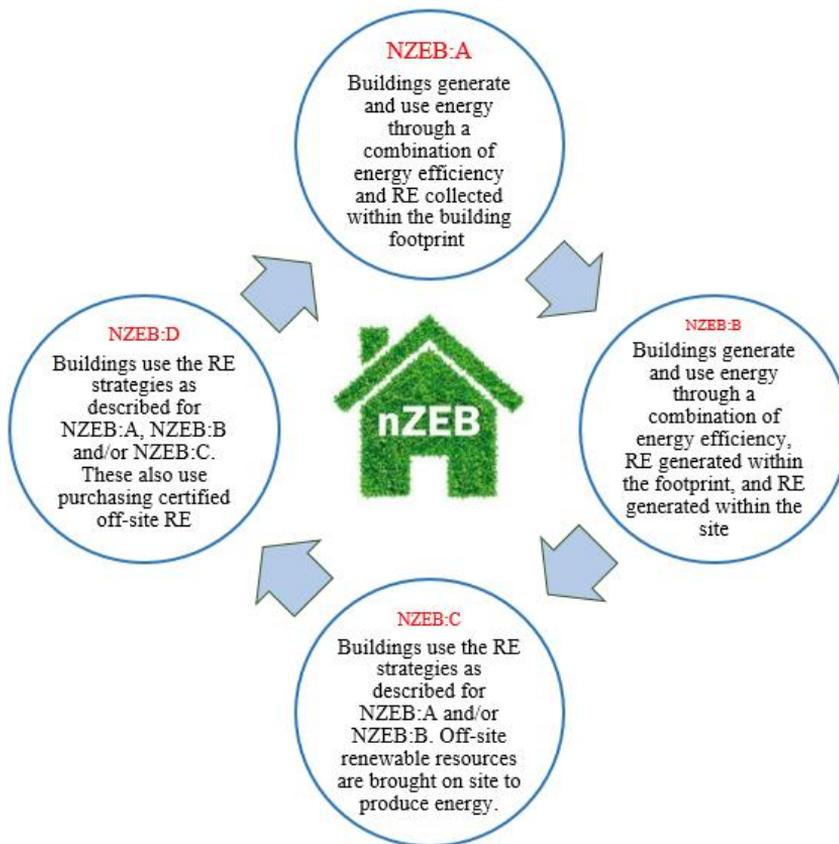 NZEB:A
Buildings generate
and use energy
through a
combination of
energy efficiency
and RE collected
within the building
footprint
NZEB:B
Buildings generate
and use energy
through a
combination of
energy efficiency,
RE generated within
the footprint, and RE
generated within the
site
NZEB:C
Buildings use the RE
strategies as
described for
NZEB:A and/or
NZEB:B. Off-site
renewable resources
are brought on site to
produce energy.
NZEB:D
Buildings use the RE
strategies as
described for
NZEB:A, NZEB:B
and/or NZEB:C.
These also use
purchasing certified
off-site RE
nZEB